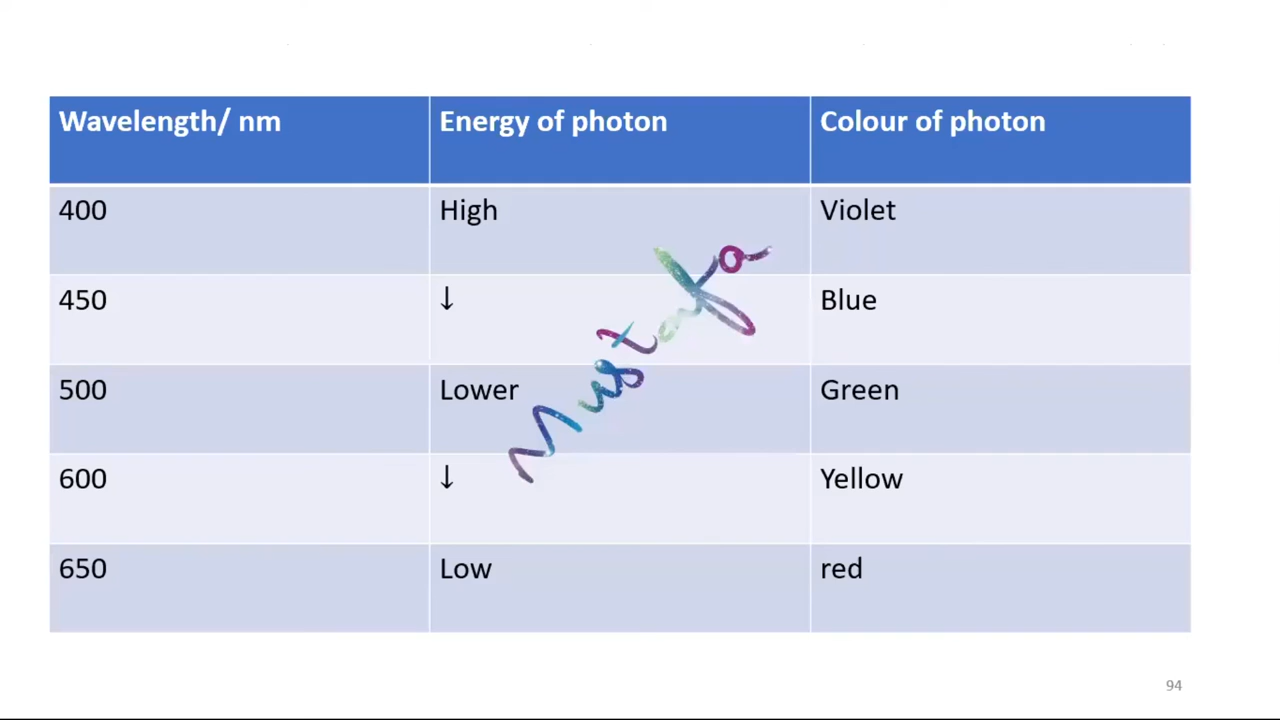 Wavelength/ nm Energy of photon Colour of photon
400 High Violet
450 ↓ Blue
500 Lower Green
600 ↓ Yellow
650 Low red
Mustafa
94